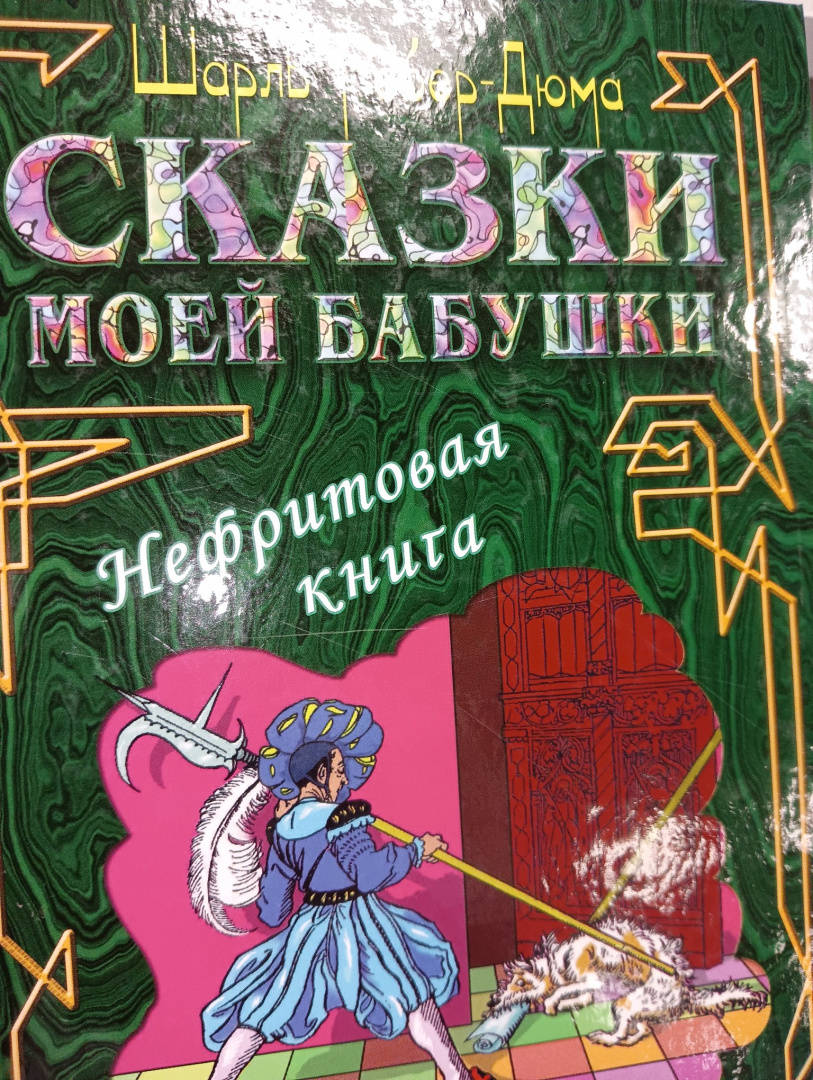 Шарль
СКАЗКИ
МОЕЙ БАБУШКИ
Нефритовая
книга